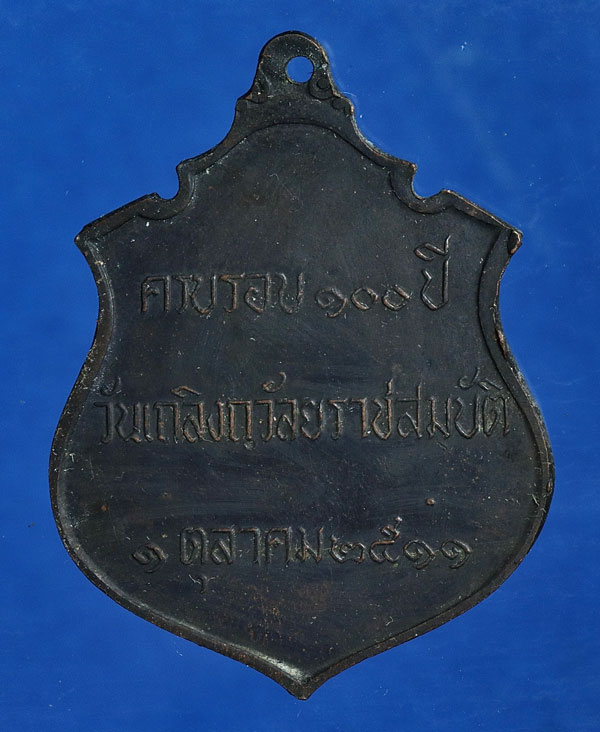 ครบรอบ ๑๐๐ ปี
วันเถลิงถวัลยราชสมบัติ
๑ ตุลาคม ๒๕๑๑